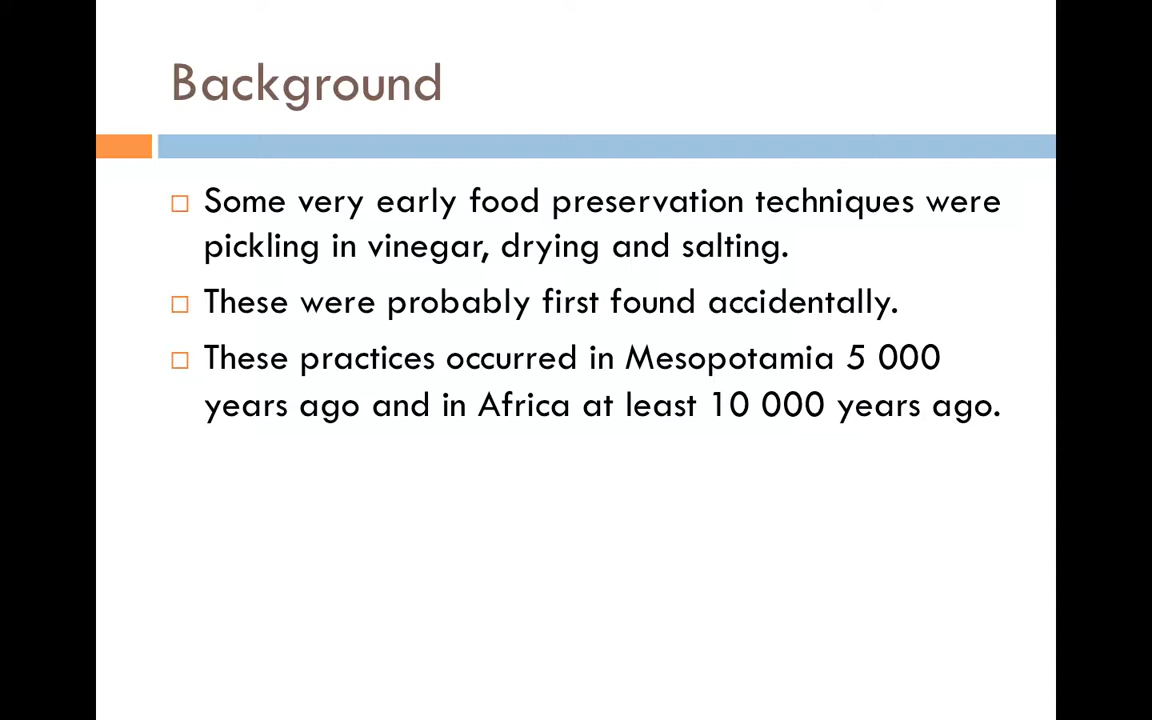 Background
Some very early food preservation techniques were
pickling in vinegar, drying and salting.
These were probably first found accidentally.
These practices occurred in Mesopotamia 5 000
years ago and in Africa at least 10 000 years ago.